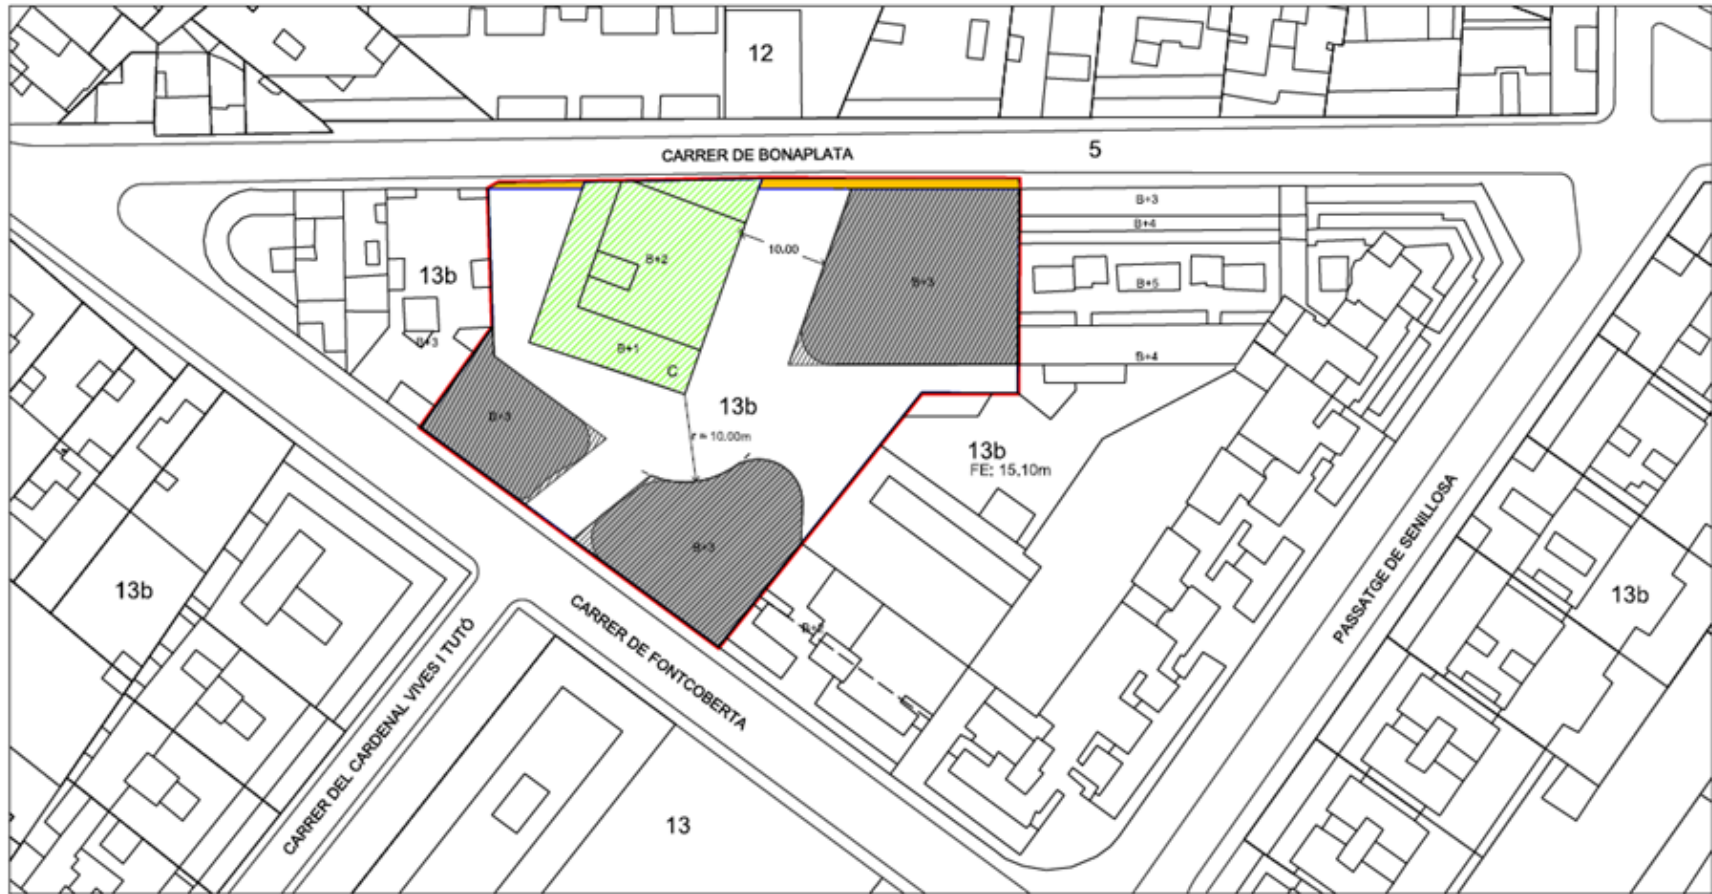 12
CARRER DE BONAPLATA
5
B+3
B+4
10.00
B+2
13b
B+3
B+5
B+3
B+1
B+4
C
13b
B+3
r = 10.00m
13b
FE: 15,10m
PASSATGE DE SENILLOSA
B+3
13b
13b
CARRER DE FONTCOBERTA
CARRER DEL CARDENAL VIVES I TUTÓ
13